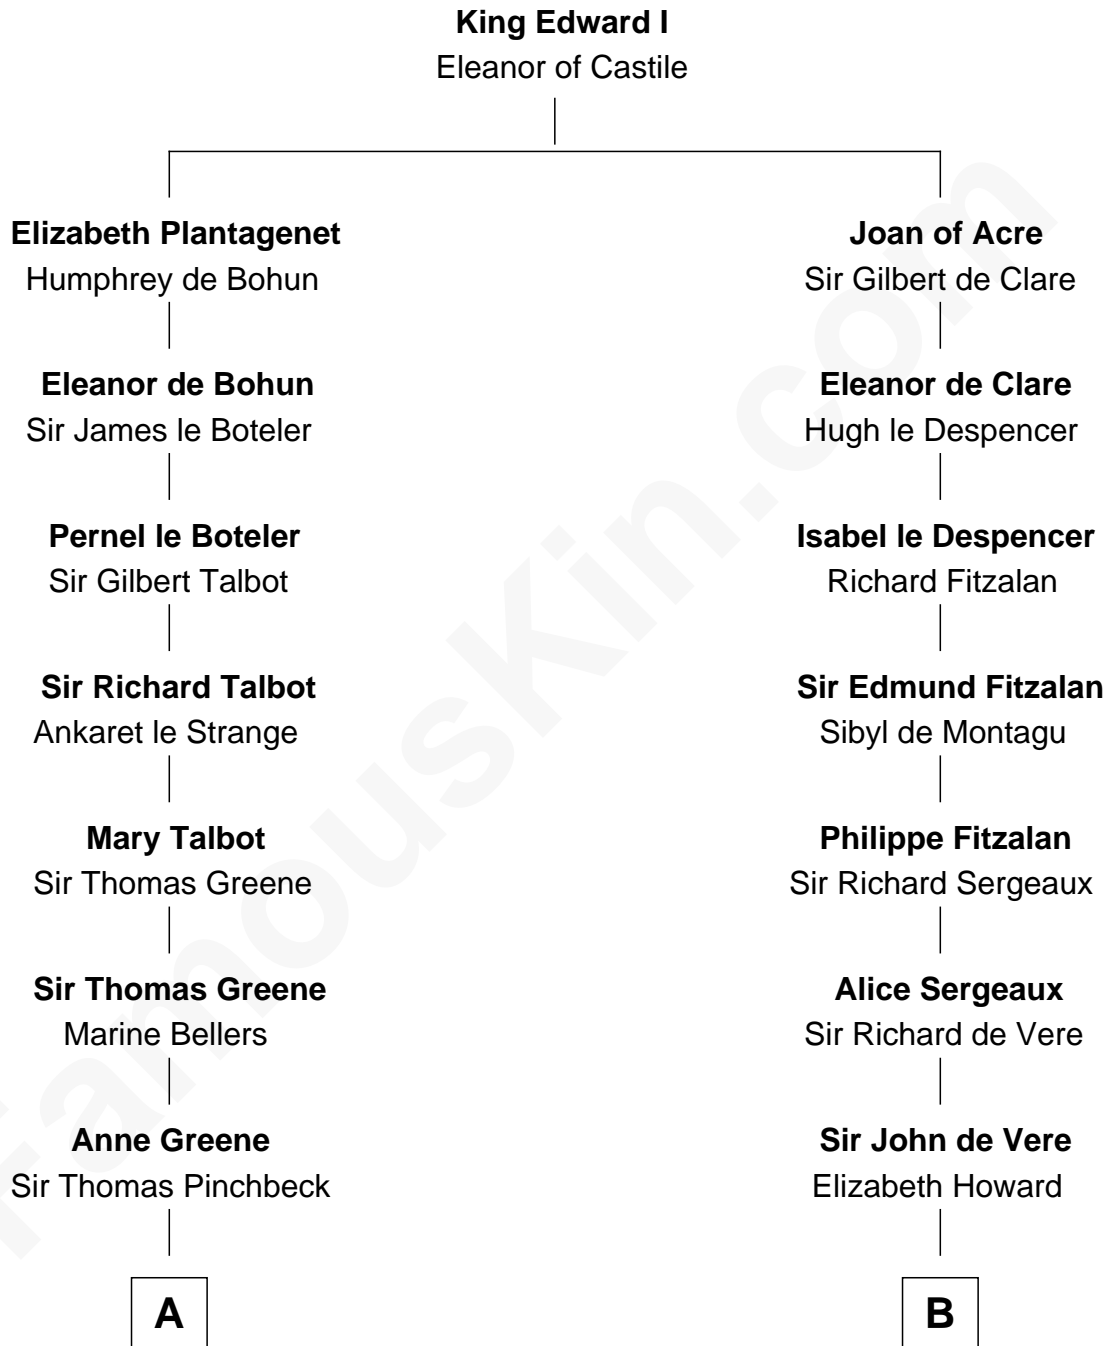 King Edward I
Eleanor of Castile
Elizabeth Plantagenet
Humphrey de Bohun
Joan of Acre
Sir Gilbert de Clare
Eleanor de Bohun
Sir James le Boteler
Eleanor de Clare
Hugh le Despencer
Pernel le Boteler
Sir Gilbert Talbot
Isabel le Despencer
Richard Fitzalan
Sir Richard Talbot
Ankaret le Strange
Sir Edmund Fitzalan
Sibyl de Montagu
Mary Talbot
Sir Thomas Greene
Philippe Fitzalan
Sir Richard Sergeaux
Sir Thomas Greene
Marine Bellers
Alice Sergeaux
Sir Richard de Vere
Anne Greene
Sir Thomas Pinchbeck
Sir John de Vere
Elizabeth Howard
A
B
FamousKin.com